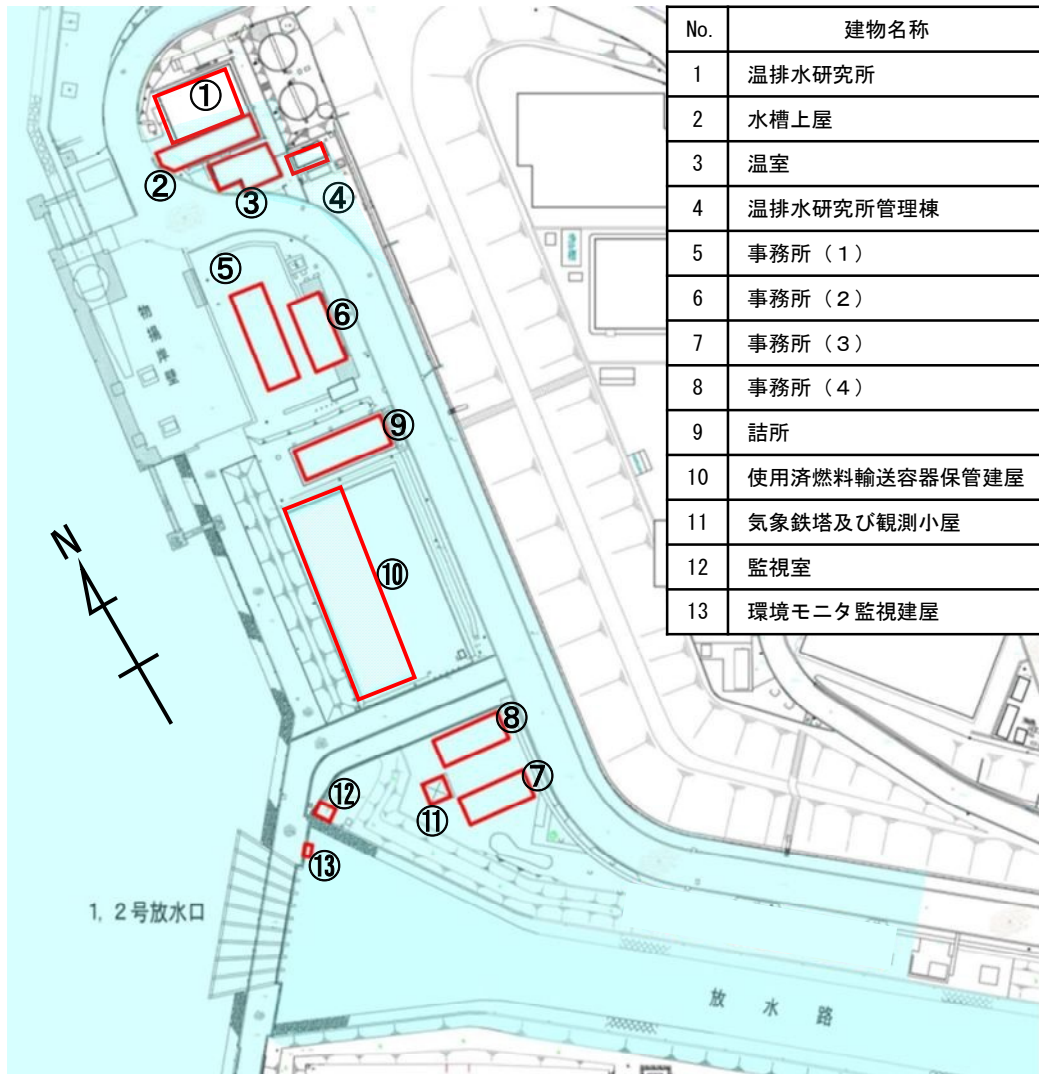 No. 建物名称
1 温排水研究所
2 水槽上屋
3 温室
4 温排水研究所管理棟
5 事務所（１）
6 事務所（２）
7 事務所（３）
8 事務所（４）
9 詰所
10 使用済燃料輸送容器保管建屋
11 気象鉄塔及び観測小屋
12 監視室
13 環境モニタ監視建屋
①
②
③
④
⑤
⑥
物揚岸壁
⑨
N
⑩
⑧
⑦
⑫
⑪
⑬
1，2号放水口
放水路